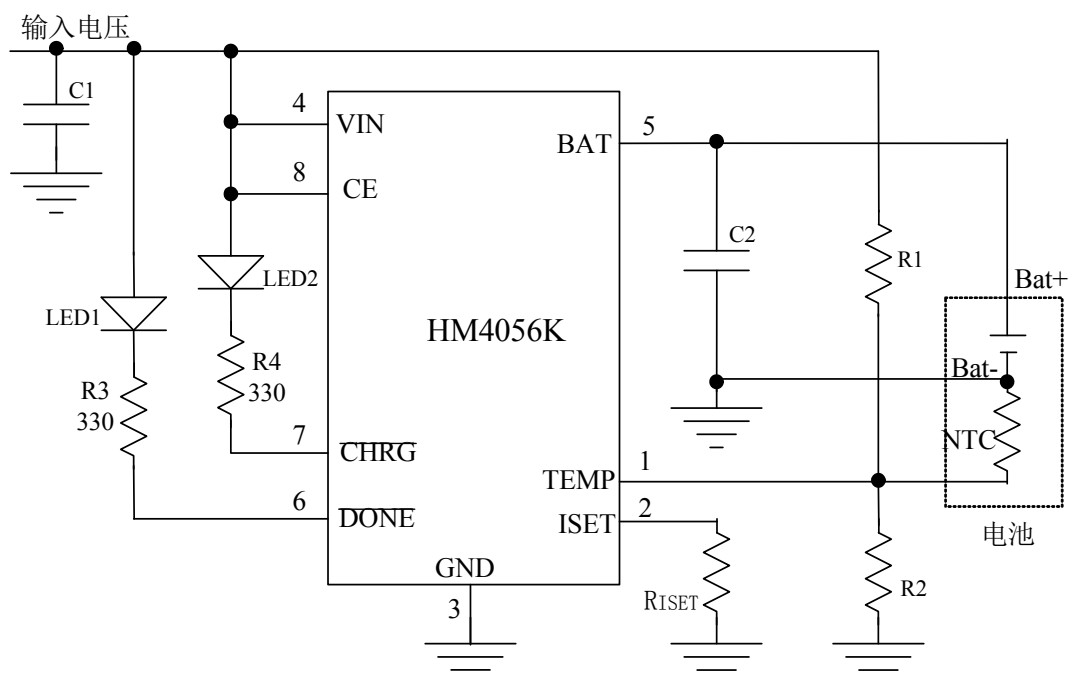 输入电压
C1
4
VIN
BAT
5
8
CE
C2
R1
LED2
Bat+
LED1
HM4056K
R4
330
Bat-
R3
330
NTC
7
CHRG
TEMP
1
6
DONE
ISET
2
电池
GND
3
RISET
R2